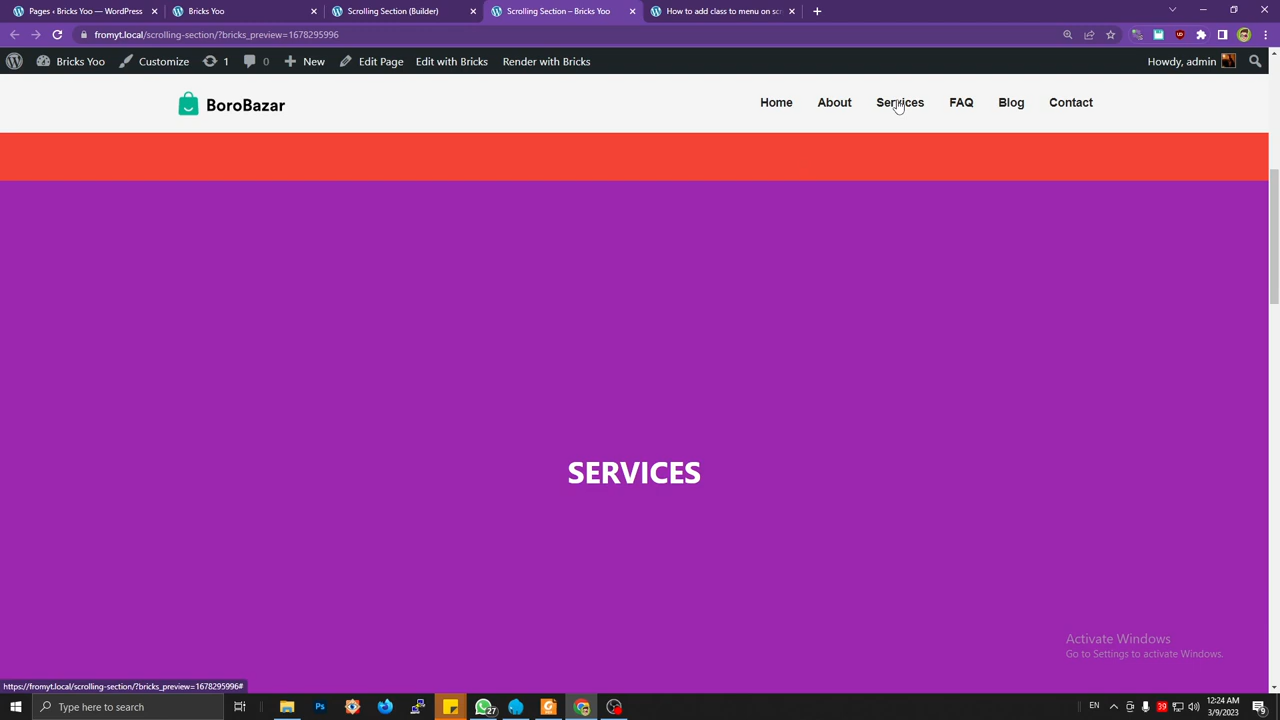 Pages ‹ Bricks Yoo — WordPress
Bricks Yoo
Scrolling Section (Builder)
Scrolling Section – Bricks Yoo
How to add class to menu on scr
fromyt.local/scrolling-section/?bricks_preview=1678295996
Bricks Yoo
Customize
1
0
New
Edit Page
Edit with Bricks
Render with Bricks
Howdy, admin
BoroBazar
Home
About
Services
FAQ
Blog
Contact
SERVICES
Activate Windows
Go to Settings to activate Windows.
https://fromyt.local/scrolling-section/?bricks_preview=1678295996#
Type here to search
Ps
27
EN
39
12:24 AM
3/9/2023